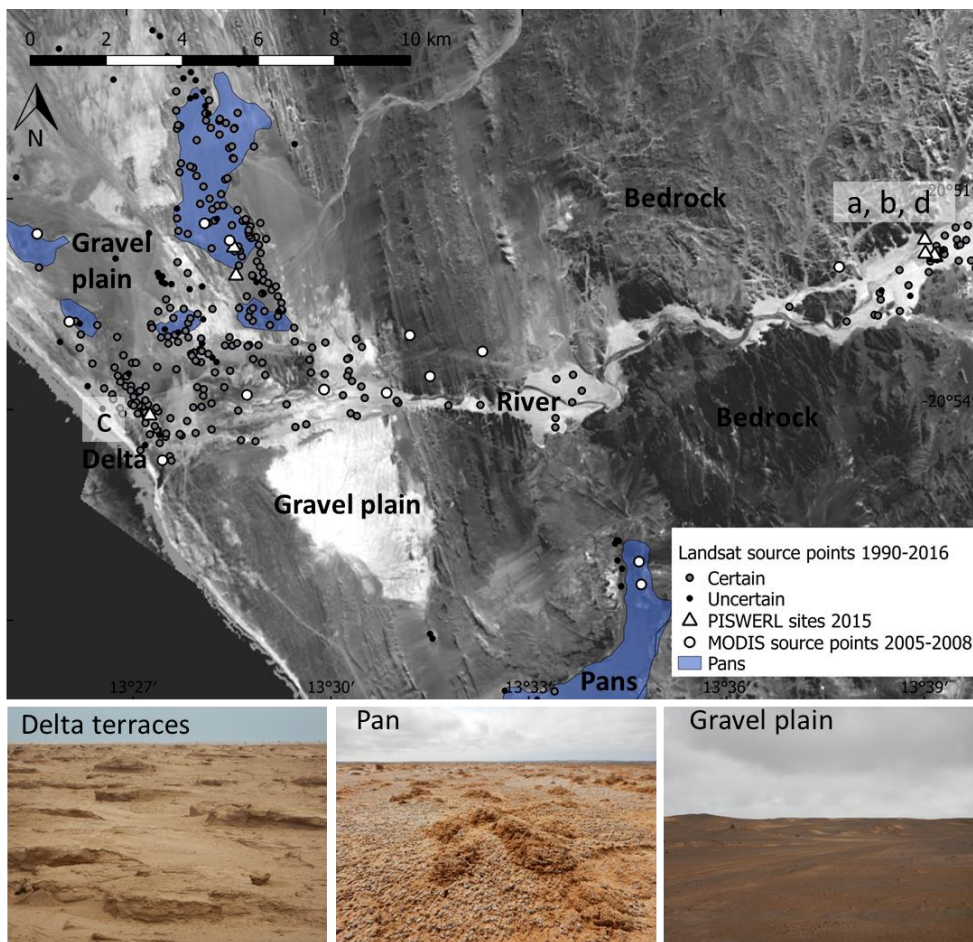 0 2 4 6 8 10 km
N
-20°51
a, b, d
Bedrock
Gravel
plain
River
-20°54
Bedrock
c
Delta
Gravel plain
Landsat source points 1990-2016
Certain
Uncertain
PISWERL sites 2015
MODIS source points 2005-2008
Pans
Pans
13°27' 13°30' 13°33' 13°36' 13°39'
Delta terraces
Pan
Gravel plain